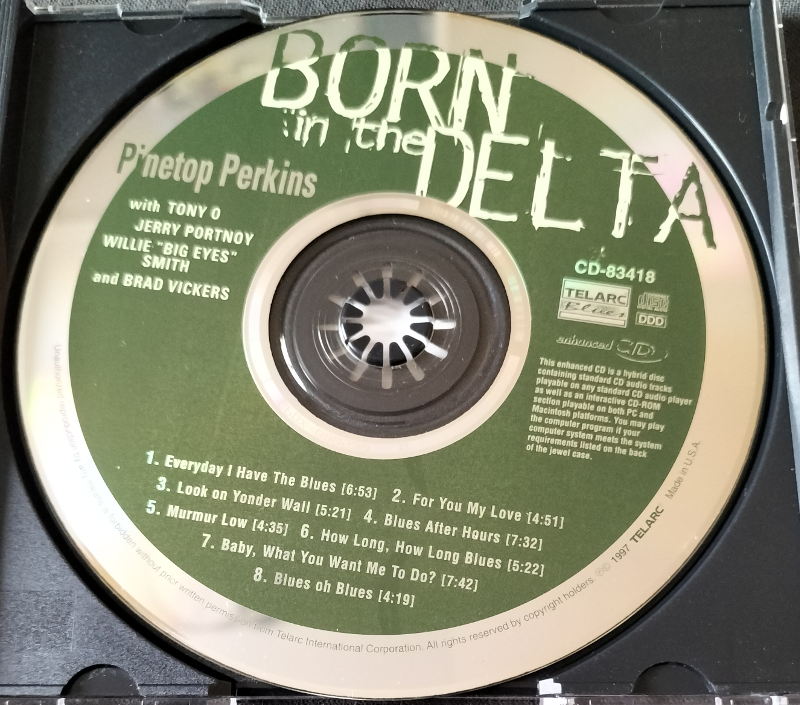 BORN
in the
DELTA
Pinetop Perkins
with TONY O
JERRY PORTNOY
WILLIE "BIG EYES"
SMITH
and BRAD VICKERS
CD-83418
TELARC
Blues
DDD
enhanced CD
This enhanced CD is a hybrid disc
containing standard CD audio tracks
playable on any standard CD audio player
as well as an interactive CD-ROM
section playable on both PC and
Macintosh platforms. You may play
the computer program if your
computer system meets the system
requirements listed on the back
of the jewel case.
1. Everyday I Have The Blues [6:53] 2. For You My Love [4:51]
3. Look on Yonder Wall [5:21] 4. Blues After Hours [7:32]
5. Murmur Low [4:35] 6. How Long, How Long Blues [5:22]
7. Baby, What You Want Me To Do? [7:42]
8. Blues oh Blues [4:19]
forbidden without prior written permission from Telarc International Corporation. All rights reserved by copyright holders. ℗© 1997 TELARC Made in U.S.A.